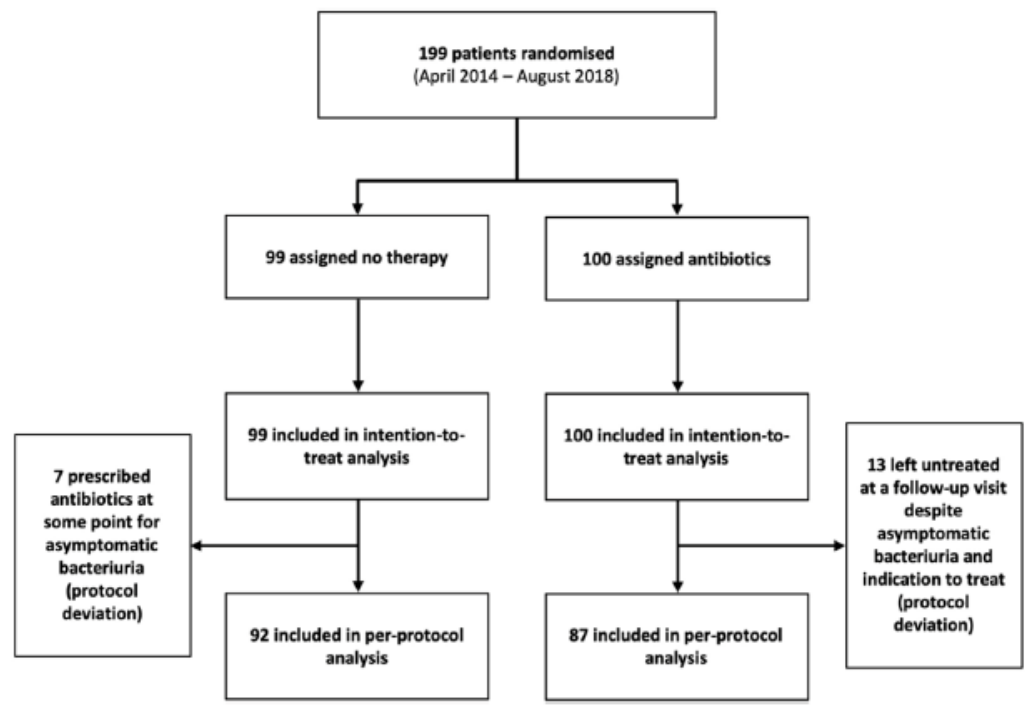 199 patients randomised
(April 2014 – August 2018)
99 assigned no therapy
100 assigned antibiotics
99 included in intention-to-
treat analysis
100 included in intention-to-
treat analysis
7 prescribed
antibiotics at
some point for
asymptomatic
bacteriuria
(protocol
deviation)
13 left untreated
at a follow-up visit
despite
asymptomatic
bacteriuria and
indication to treat
(protocol
deviation)
92 included in per-protocol
analysis
87 included in per-protocol
analysis